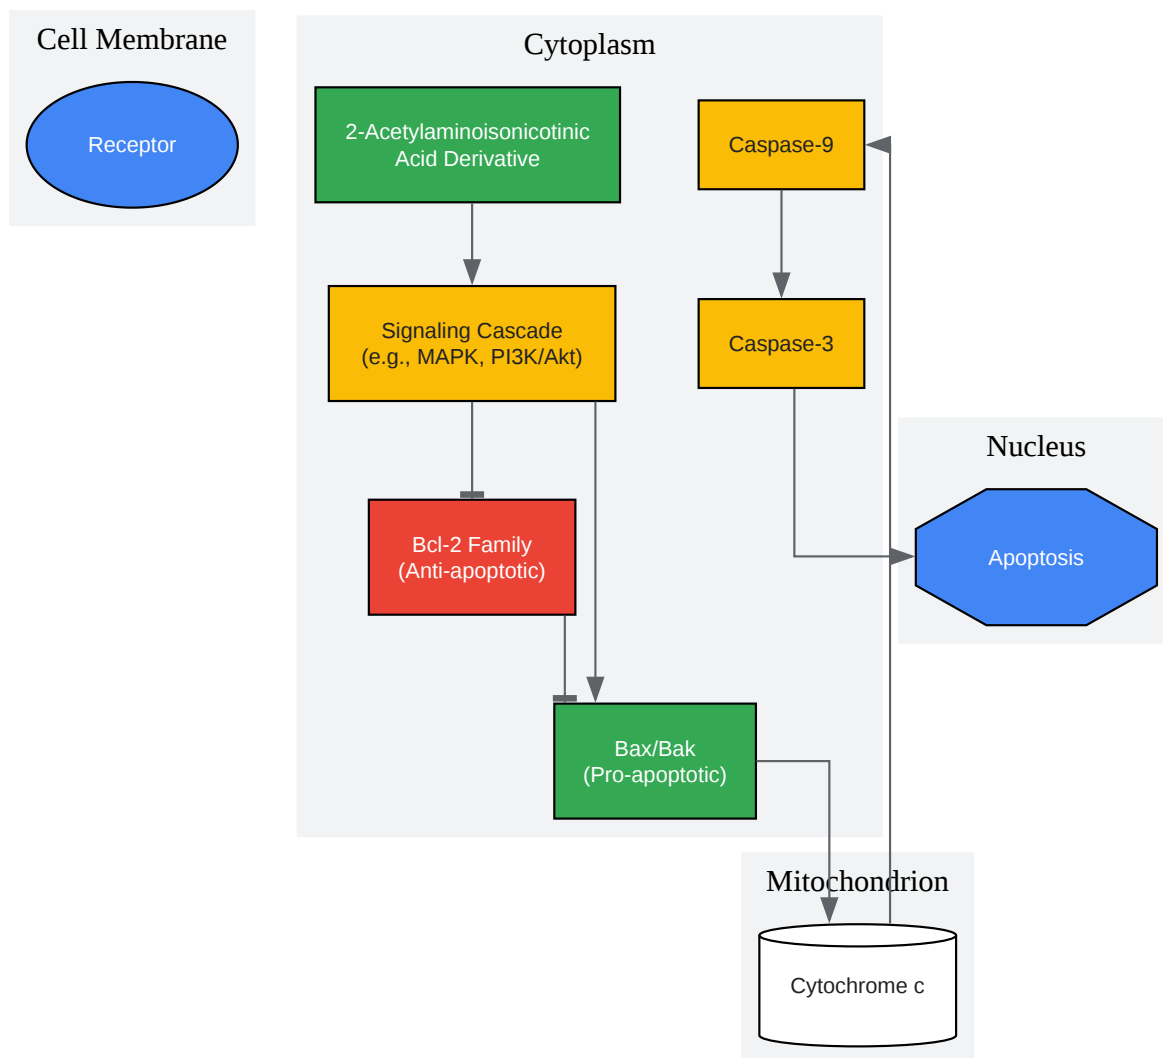 Cell Membrane
Receptor
Cytoplasm
2-Acetylaminoisonicotinic
Acid Derivative
Caspase-9
Signaling Cascade
(e.g., MAPK, PI3K/Akt)
Caspase-3
Bcl-2 Family
(Anti-apoptotic)
Bax/Bak
(Pro-apoptotic)
Nucleus
Apoptosis
Mitochondrion
Cytochrome c